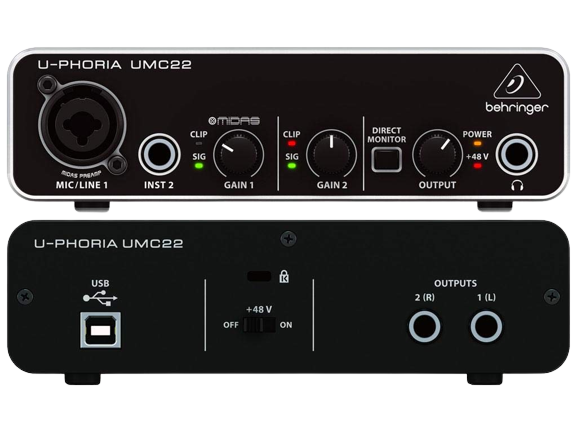 U-PHORIA UMC22
MIDAS
behringer
CLIP
SIG
CLIP
SIG
DIRECT
MONITOR
POWER
+48 V
MIDAS PREAMP
MIC/LINE 1
INST 2
GAIN 1
GAIN 2
OUTPUT
U-PHORIA UMC22
USB
K
+48 V
OFF
ON
OUTPUTS
2 (R)
1 (L)